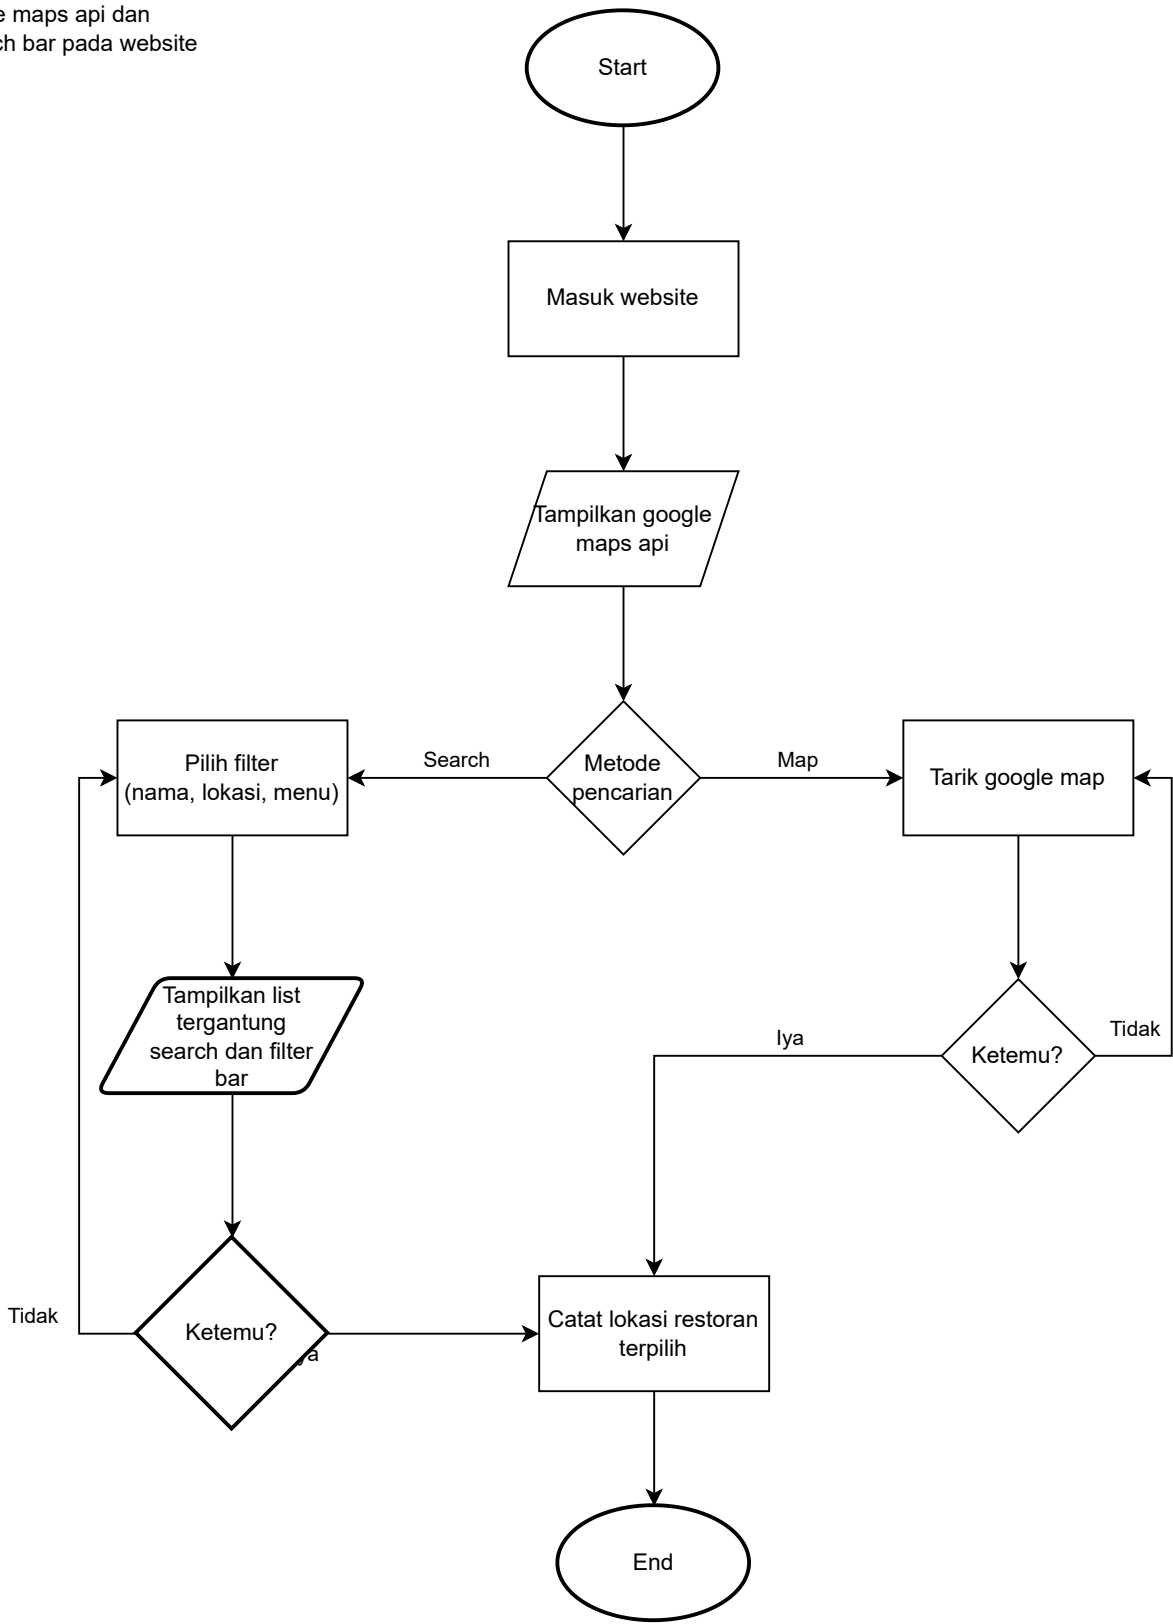 maps api dan
bar pada website
Start
Masuk website
Tampilkan google
maps api
Metode
pencarian
Search
Map
Pilih filter
(nama, lokasi, menu)
Tarik google map
Tampilkan list
tergantung
search dan filter
bar
Iya
Ketemu?
Tidak
Tidak
Ketemu?
Catat lokasi restoran
terpilih
End